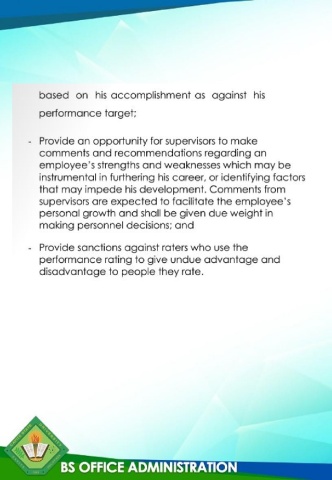 based on his accomplishment as against his
performance target;
- Provide an opportunity for supervisors to make
comments and recommendations regarding an
employee's strengths and weaknesses which may be
instrumental in furthering his career, or identifying factors
that may impede his development. Comments from
supervisors are expected to facilitate the employee's
personal growth and shall be given due weight in
making personnel decisions; and
- Provide sanctions against raters who use the
performance rating to give undue advantage and
disadvantage to people they rate.
BS OFFICE ADMINISTRATION